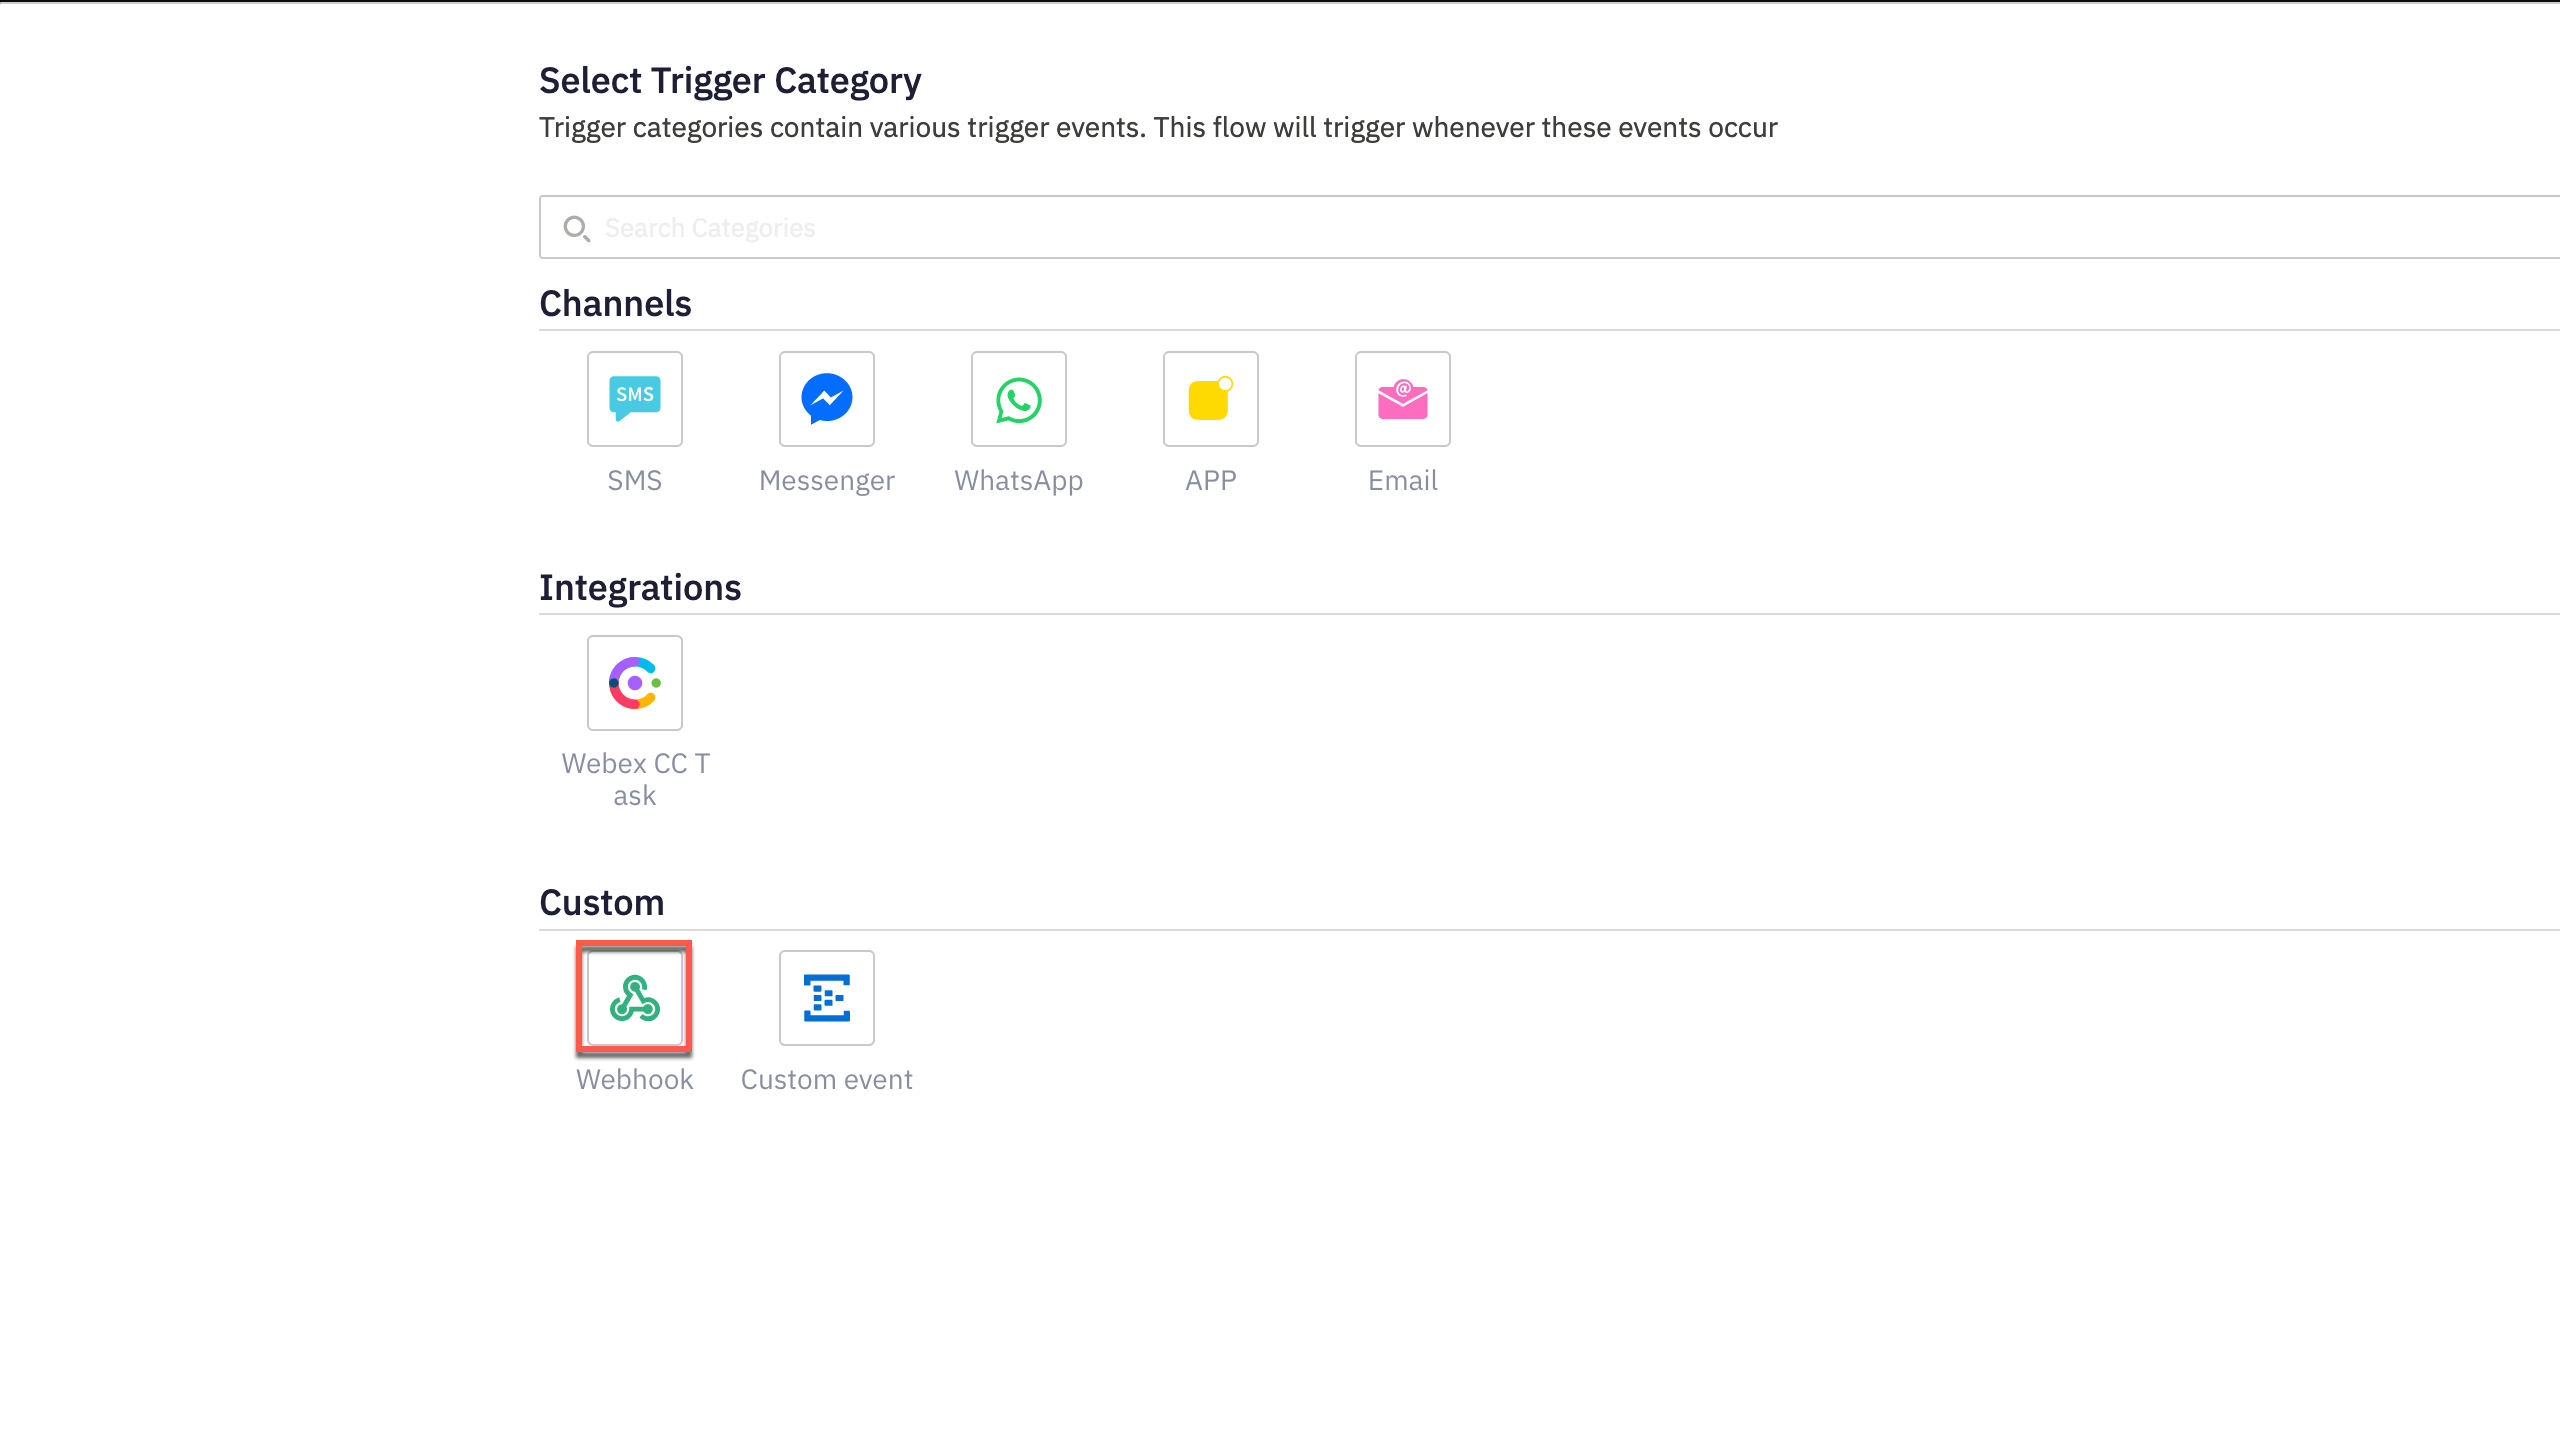 Select Trigger Category
Trigger categories contain various trigger events. This flow will trigger whenever these events occur
Search Categories
Channels
SMS
@
SMS Messenger WhatsApp APP Email
Integrations
Webex CC T
ask
Custom
Webhook Custom event